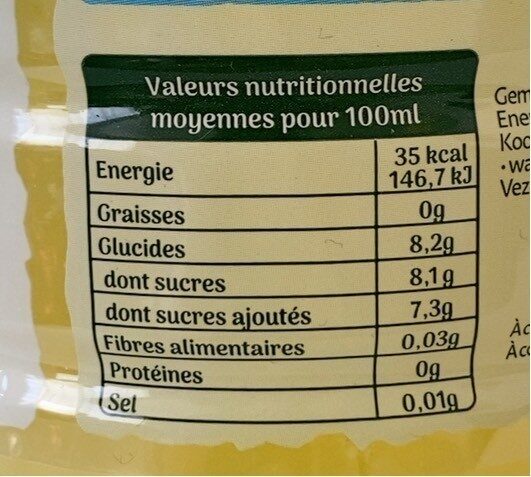 Valeurs nutritionnelles
moyennes pour 100ml
Energie 35 kcal
146,7 kJ
Graisses 0g
Glucides 8,2g
dont sucres 8,1g
dont sucres ajoutés 7,3g
Fibres alimentaires 0,03g
Protéines 0g
Sel 0,01g